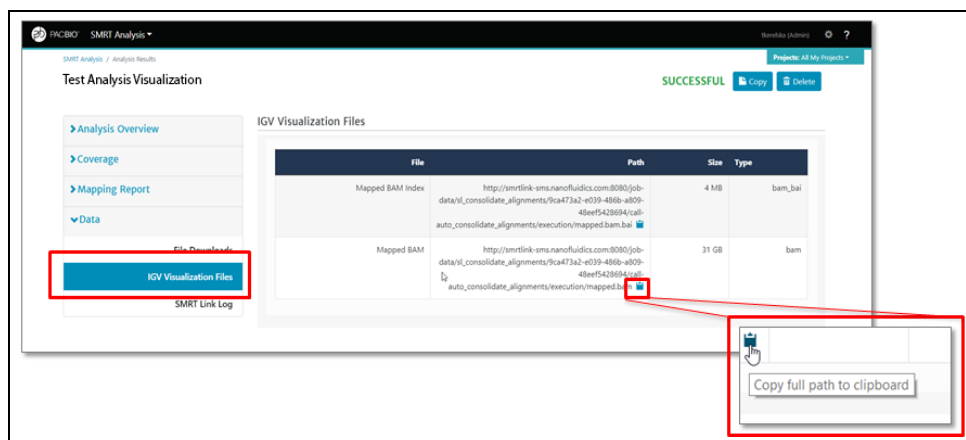 PACBIO® SMRT Analysis
(Admin) ?
SMRT Analysis / Analysis Results
Projects: All My Projects
Test Analysis Visualization
SUCCESSFUL Copy Delete
Analysis Overview
Coverage
Mapping Report
Data
File Downloads
IGV Visualization Files
SMRT Link Log
IGV Visualization Files
File Path Size Type
Mapped BAM Index http://smrtlink-sms.nanofluidics.com:8080/job- 4 MB bam_bai
data/sl_consolidate_alignments/9ca473a2-e039-486b-a809-
48eef5428694/call-
auto_consolidate_alignments/execution/mapped.bam.bai
Mapped BAM http://smrtlink-sms.nanofluidics.com:8080/job- 31 GB bam
data/sl_consolidate_alignments/9ca473a2-e039-486b-a809-
48eef5428694/call-
auto_consolidate_alignments/execution/mapped.bam
Copy full path to clipboard